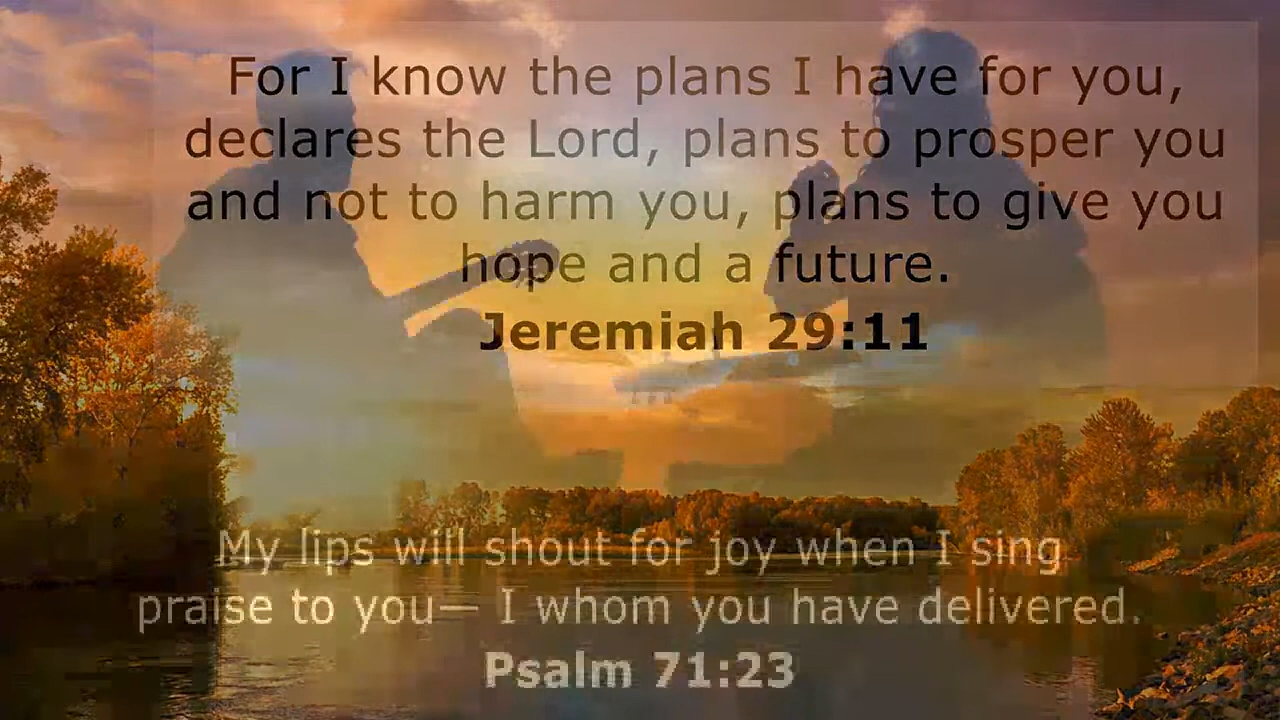 For I know the plans I have for you,
declares the Lord, plans to prosper you
and not to harm you, plans to give you
hope and a future.
Jeremiah 29:11
My lips will shout for joy when I sing
praise to you— I whom you have delivered.
Psalm 71:23